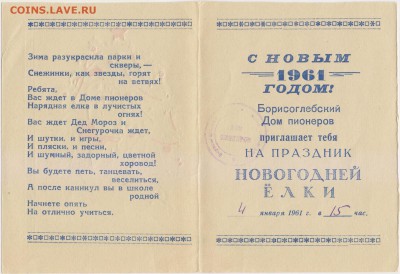 COINS.LAVE.RU
Зима разукрасила парки и
скверы,—
Снежинки, как звезды, горят
на ветвях!
Ребята,
Вас ждет в Доме пионеров
Нарядная елка в лучистых
огнях!
Вас ждет Дед Мороз и
Снегурочка ждет,
И шутки, и игры,
И пляски, и песни,
И шумный, задорный, цветной
хоровод!
Вы будете петь, танцевать,
веселиться,
А после каникул вы в школе
родной
Начнете опять
На отлично учиться.
С НОВЫМ
1961
ГОДОМ!
Борисоглебский
Дом пионеров
приглашает тебя
НА ПРАЗДНИК
НОВОГОДНЕЙ
ЁЛКИ
4 января 1961 г. в 15 час.